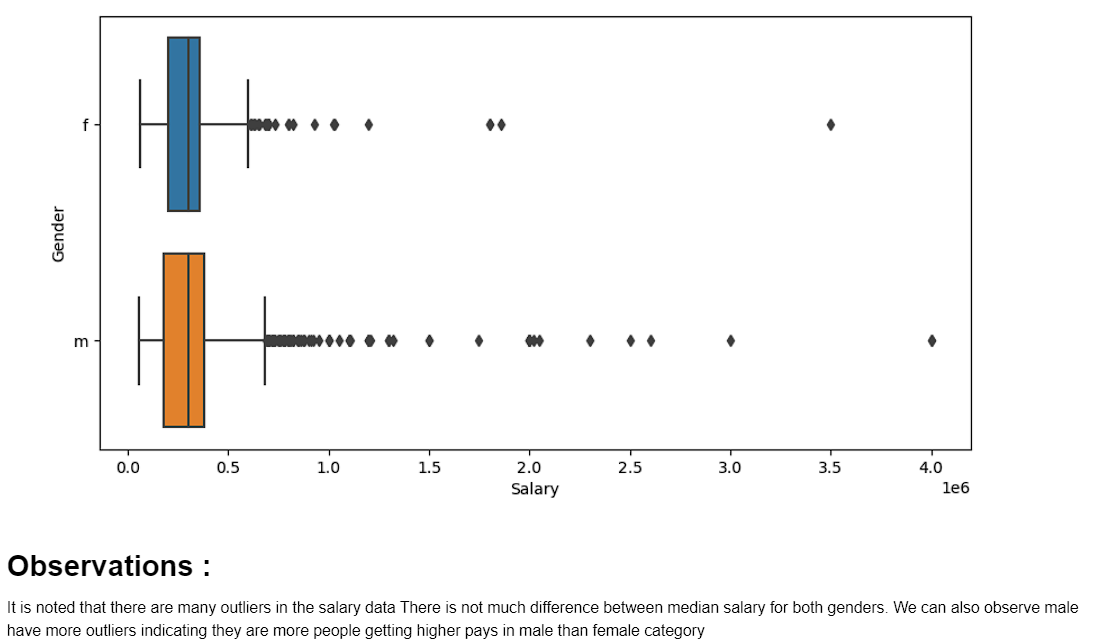 f
Gender
m
0.0 0.5 1.0 1.5 2.0 2.5 3.0 3.5 4.0
Salary
1e6
Observations :
It is noted that there are many outliers in the salary data There is not much difference between median salary for both genders. We can also observe male
have more outliers indicating they are more people getting higher pays in male than female category